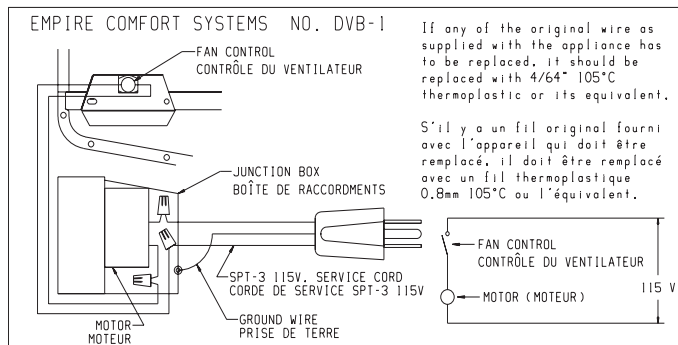 EMPIRE COMFORT SYSTEMS NO. DVB-1
FAN CONTROL
CONTRÔLE DU VENTILATEUR
If any of the original wire as
supplied with the appliance has
to be replaced, it should be
replaced with 4/64" 105°C
thermoplastic or its equivalent.
S'il y a un fil original fourni
avec l'appareil qui doit être
remplacé, il doit être remplacé
avec un fil thermoplastique
0.8mm 105°C ou l'équivalent.
JUNCTION BOX
BOÎTE DE RACCORDMENTS
SPT-3 115V. SERVICE CORD
CORDE DE SERVICE SPT-3 115V
GROUND WIRE
PRISE DE TERRE
MOTOR
MOTEUR
FAN CONTROL
CONTRÔLE DU VENTILATEUR
MOTOR (MOTEUR)
115 V